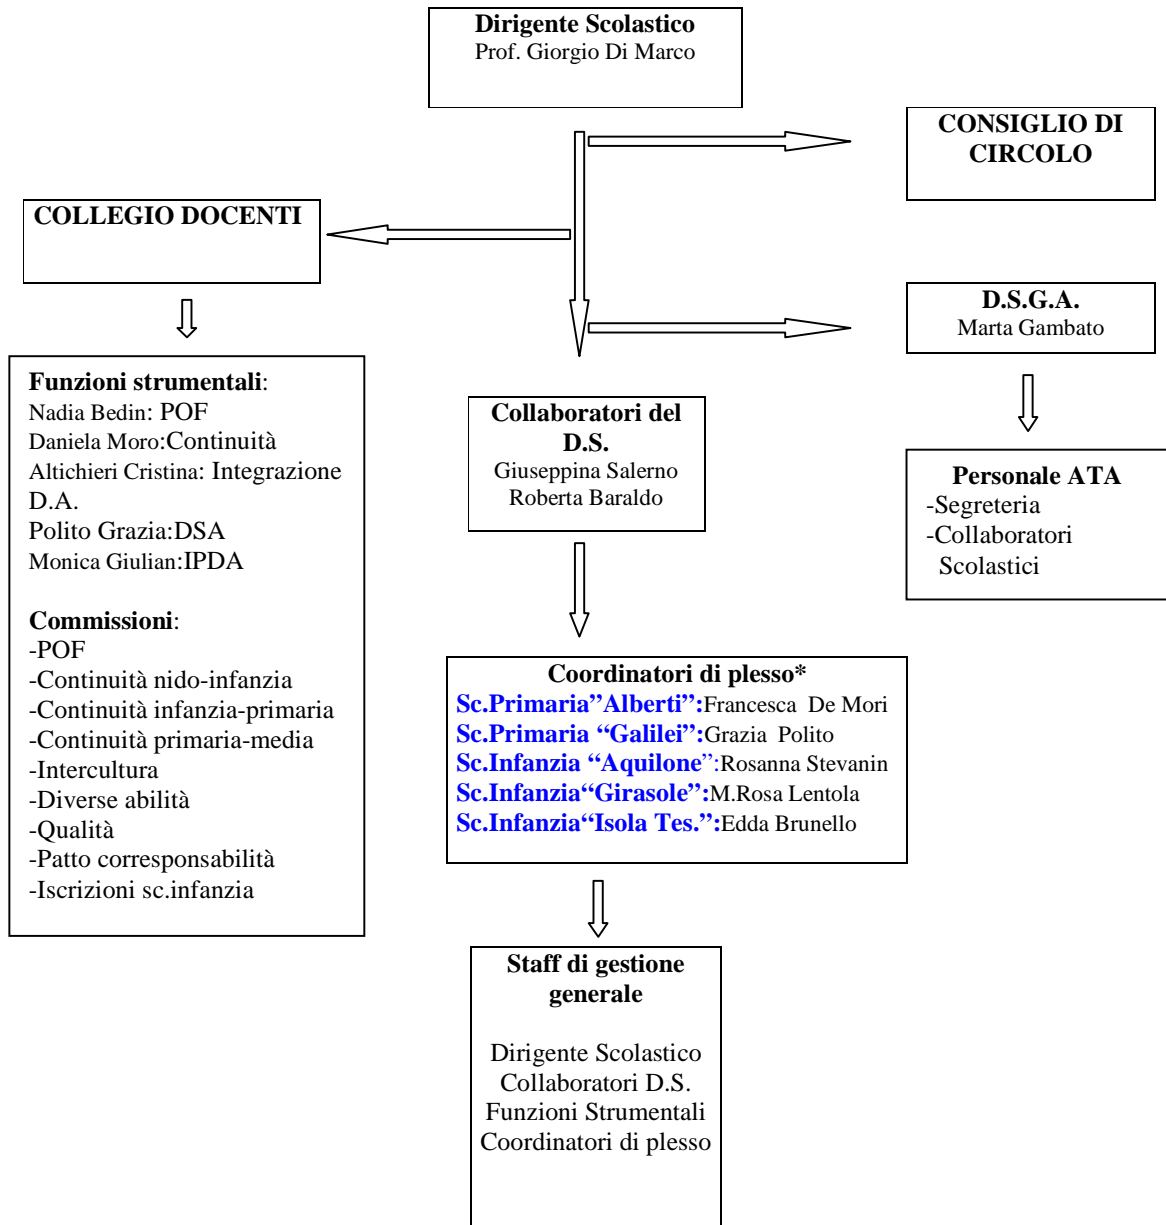 Dirigente Scolastico
Prof. Giorgio Di Marco
CONSIGLIO DI
CIRCOLO
COLLEGIO DOCENTI
D.S.G.A.
Marta Gambato
Funzioni strumentali:
Nadia Bedin: POF
Daniela Moro:Continuità
Altichieri Cristina: Integrazione
D.A.
Polito Grazia:DSA
Monica Giulian:IPDA
Commissioni:
-POF
-Continuità nido-infanzia
-Continuità infanzia-primaria
-Continuità primaria-media
-Intercultura
-Diverse abilità
-Qualità
-Patto corresponsabilità
-Iscrizioni sc.infanzia
Collaboratori del
D.S.
Giuseppina Salerno
Roberta Baraldo
Personale ATA
-Segreteria
-Collaboratori
Scolastici
Coordinatori di plesso*
Sc.Primaria”Alberti”:Francesca De Mori
Sc.Primaria “Galilei”:Grazia Polito
Sc.Infanzia “Aquilone”:Rosanna Stevanin
Sc.Infanzia“Girasole”:M.Rosa Lentola
Sc.Infanzia“Isola Tes.”:Edda Brunello
Staff di gestione
generale
Dirigente Scolastico
Collaboratori D.S.
Funzioni Strumentali
Coordinatori di plesso